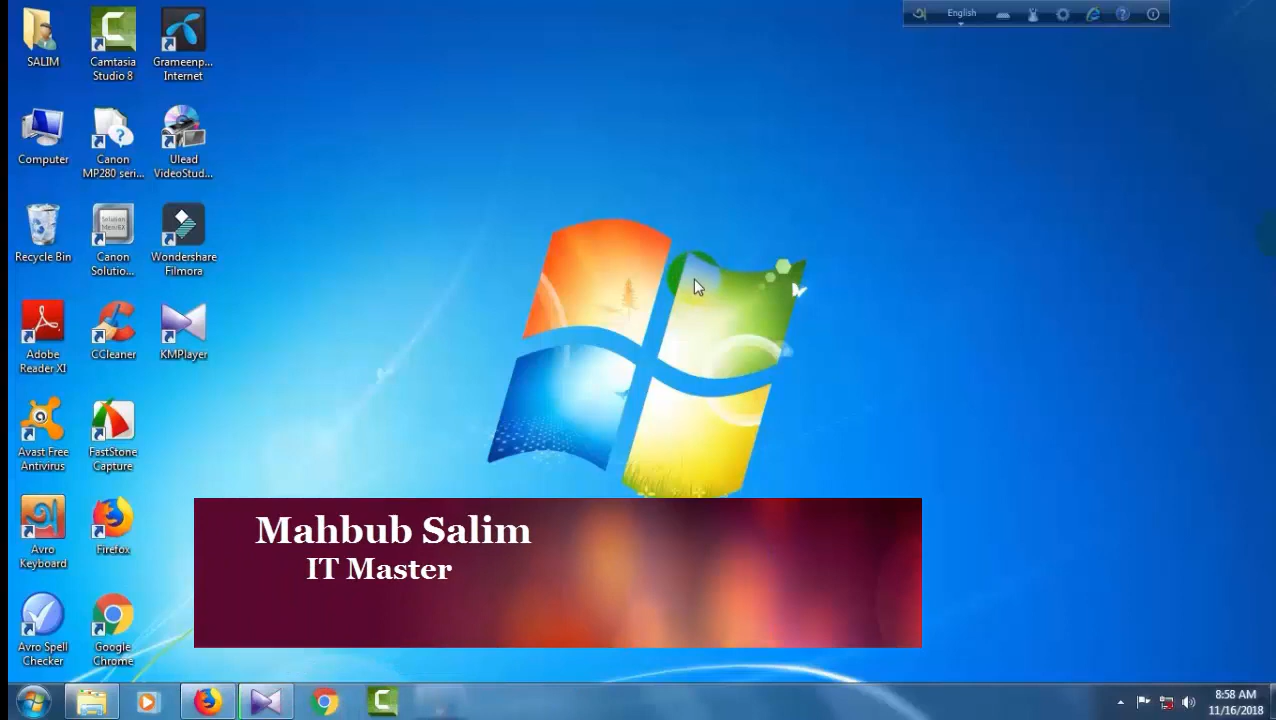 English
SALIM
Camtasia
Studio 8
Grameenp...
Internet
Computer
Canon
MP280 seri...
Ulead
VideoStud...
Recycle Bin
Canon
Solutio...
Wondershare
Filmora
Adobe
Reader XI
CCleaner
KMPlayer
Avast Free
Antivirus
FastStone
Capture
Avro
Keyboard
Firefox
Avro Spell
Checker
Google
Chrome
Mahbub Salim
IT Master
8:58 AM
11/16/2018